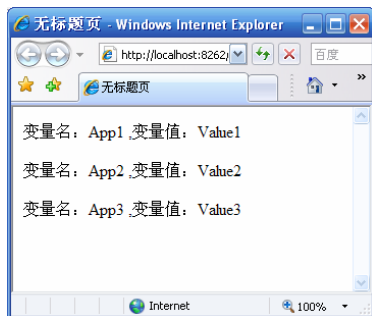 无标题页 - Windows Internet Explorer
http://localhost:8262/
百度
无标题页
变量名：App1 ,变量值：Value1
变量名：App2 ,变量值：Value2
变量名：App3 ,变量值：Value3
Internet
100%